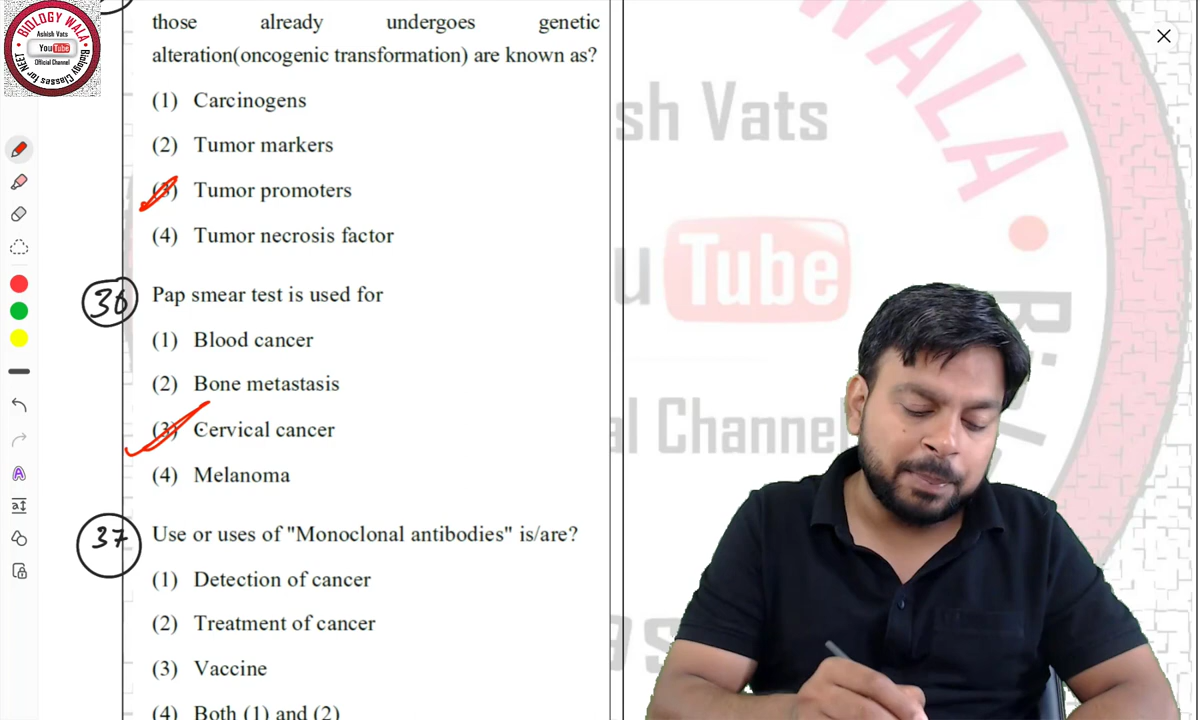 BIOLOGY WALA
Ashish Vats
YouTube
Official Channel
Biology Classes for NEET
those already undergoes genetic
alteration(oncogenic transformation) are known as?
(1) Carcinogens
(2) Tumor markers
(3) Tumor promoters
(4) Tumor necrosis factor
36 Pap smear test is used for
(1) Blood cancer
(2) Bone metastasis
(3) Cervical cancer
(4) Melanoma
37 Use or uses of "Monoclonal antibodies" is/are?
(1) Detection of cancer
(2) Treatment of cancer
(3) Vaccine
(4) Both (1) and (2)
sh Vats
WALA
uTube
al Channel
Bi
as